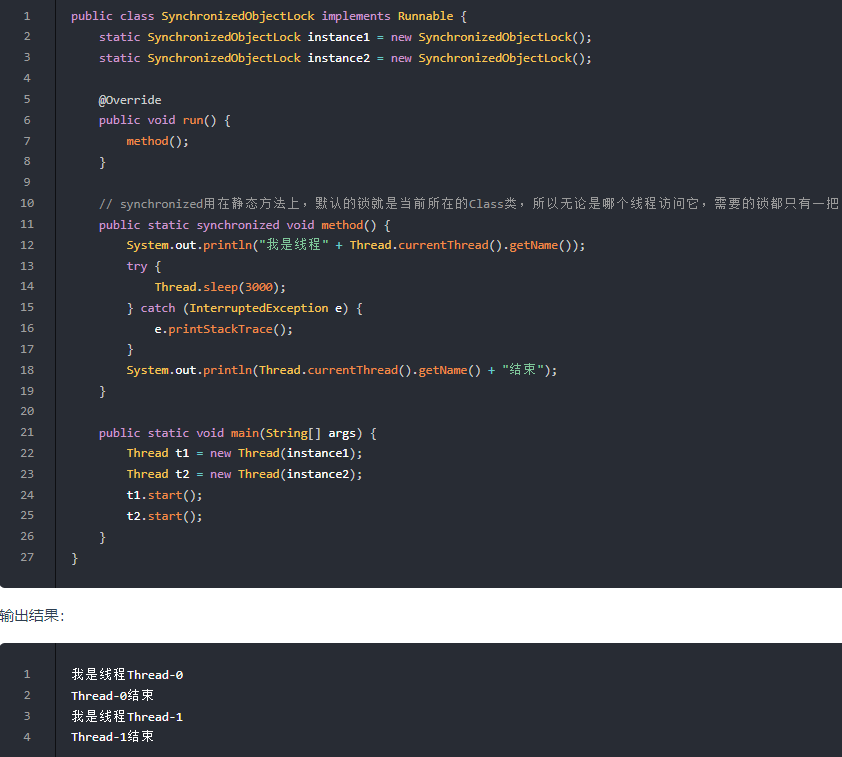 1 public class SynchronizedObjectLock implements Runnable {
2 static SynchronizedObjectLock instance1 = new SynchronizedObjectLock();
3 static SynchronizedObjectLock instance2 = new SynchronizedObjectLock();
4
5 @Override
6 public void run() {
7 method();
8 }
9
10 // synchronized用在静态方法上，默认的锁就是当前所在的Class类，所以无论是哪个线程访问它，需要的锁都只有一把
11 public static synchronized void method() {
12 System.out.println("我是线程" + Thread.currentThread().getName());
13 try {
14 Thread.sleep(3000);
15 } catch (InterruptedException e) {
16 e.printStackTrace();
17 }
18 System.out.println(Thread.currentThread().getName() + "结束");
19 }
20
21 public static void main(String[] args) {
22 Thread t1 = new Thread(instance1);
23 Thread t2 = new Thread(instance2);
24 t1.start();
25 t2.start();
26 }
27 }
输出结果：
1 我是线程Thread-0
2 Thread-0结束
3 我是线程Thread-1
4 Thread-1结束